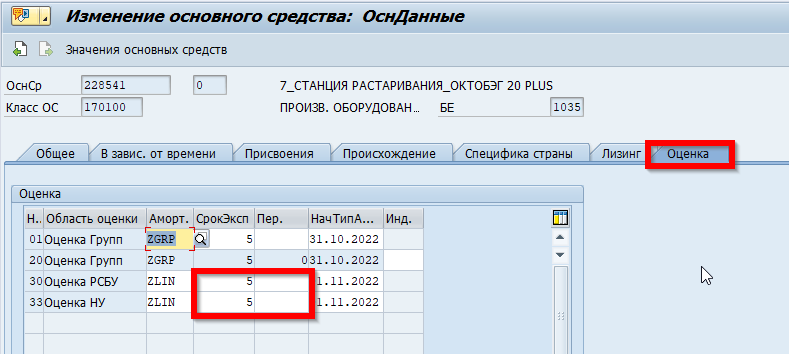 Изменение основного средства: ОснДанные
Значения основных средств
ОснСр 228541 0 7_СТАНЦИЯ РАСТАРИВАНИЯ_ОКТОБЭГ 20 PLUS
Класс ОС 170100 ПРОИЗВ. ОБОРУДОВАН… БЕ 1035
Общее В завис. от времени Присвоения Происхождение Специфика страны Лизинг Оценка
Оценка
Н.. Область оценки Аморт. СрокЭксп Пер. НачТипА... Инд.
01 Оценка Групп ZGRP 5 31.10.2022
20 Оценка Групп ZGRP 5 0 31.10.2022
30 Оценка РСБУ ZLIN 5 1.11.2022
33 Оценка НУ ZLIN 5 1.11.2022